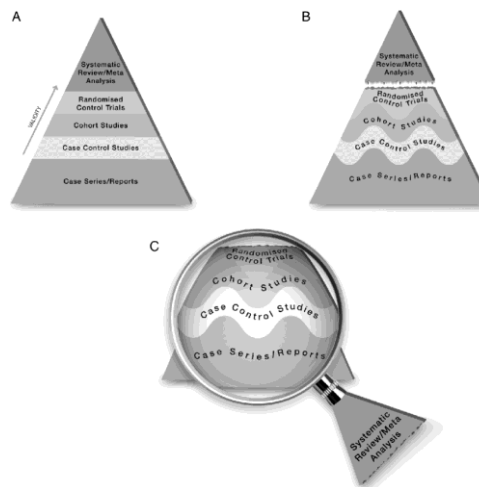 A
Systematic
Review/Meta
Analysis
Randomised
Control Trials
Cohort Studies
Case Control Studies
Case Series/Reports
VALIDITY
B
Systematic
Review/Meta
Analysis
Randomised
Control Trials
Cohort Studies
Case Control Studies
Case Series/Reports
C
Randomised
Control Trials
Cohort Studies
Case Control Studies
Case Series/Reports
Systematic
Review/Meta
Analysis